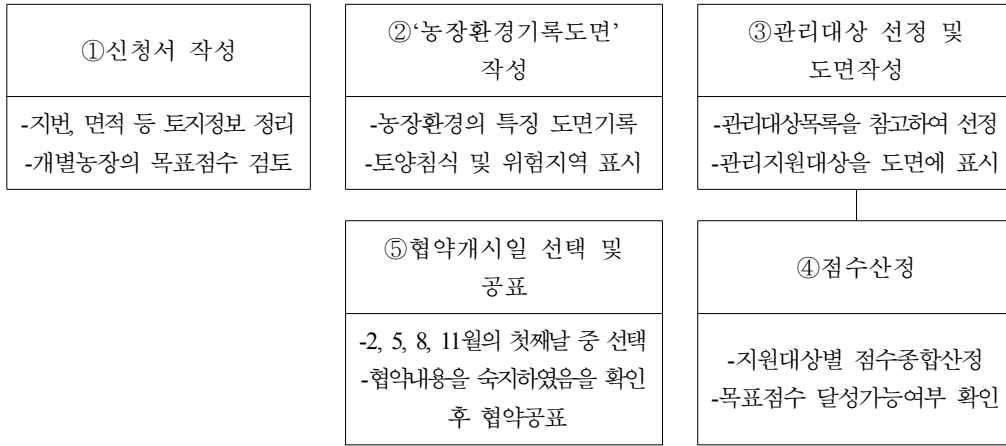 ①신청서 작성
-지번, 면적 등 토지정보 정리
-개별농장의 목표점수 검토
②‘농장환경기록도면’
작성
-농장환경의 특징 도면기록
-토양침식 및 위험지역 표시
③관리대상 선정 및
도면작성
-관리대상목록을 참고하여 선정
-관리지원대상을 도면에 표시
④점수산정
-지원대상별 점수종합산정
-목표점수 달성가능여부 확인
⑤협약개시일 선택 및
공표
-2, 5, 8, 11월의 첫째날 중 선택
-협약내용을 숙지하였음을 확인
후 협약공표